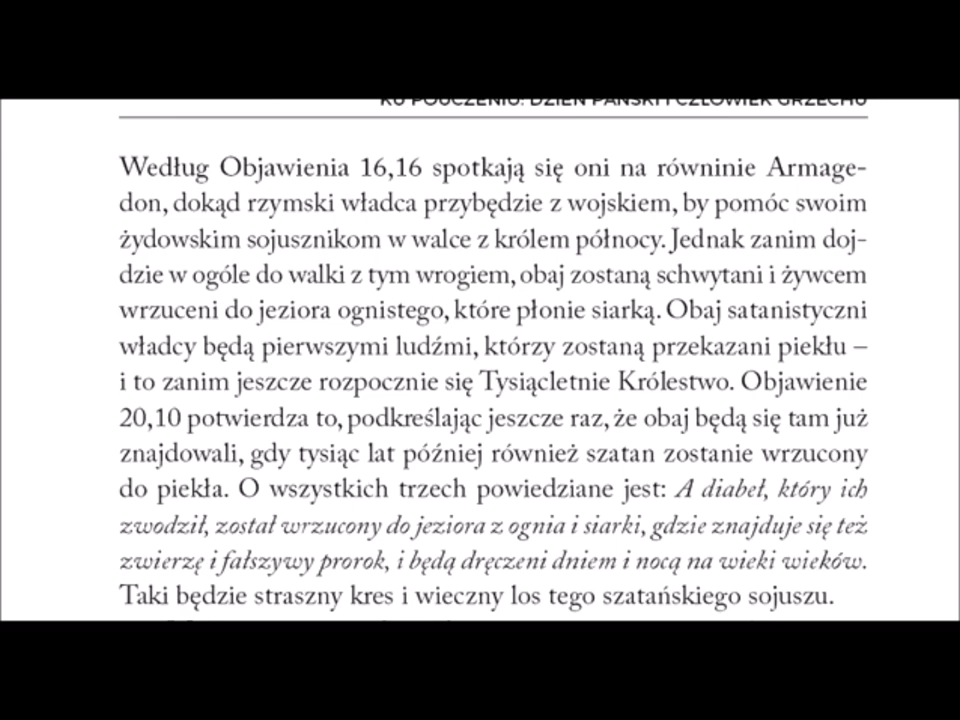 KU POUCZENIU: DZIEŃ PAŃSKI I CZŁOWIEK GRZECHU
Według Objawienia 16,16 spotkają się oni na równinie Armage-
don, dokąd rzymski władca przybędzie z wojskiem, by pomóc swoim
żydowskim sojusznikom w walce z królem północy. Jednak zanim doj-
dzie w ogóle do walki z tym wrogiem, obaj zostaną schwytani i żywcem
wrzuceni do jeziora ognistego, które płonie siarką. Obaj satanistyczni
władcy będą pierwszymi ludźmi, którzy zostaną przekazani piekłu –
i to zanim jeszcze rozpocznie się Tysiącletnie Królestwo. Objawienie
20,10 potwierdza to, podkreślając jeszcze raz, że obaj będą się tam już
znajdowali, gdy tysiąc lat później również szatan zostanie wrzucony
do piekła. O wszystkich trzech powiedziane jest: A diabeł, który ich
zwodził, został wrzucony do jeziora z ognia i siarki, gdzie znajduje się też
zwierzę i fałszywy prorok, i będą dręczeni dniem i nocą na wieki wieków.
Taki będzie straszny kres i wieczny los tego szatańskiego sojuszu.